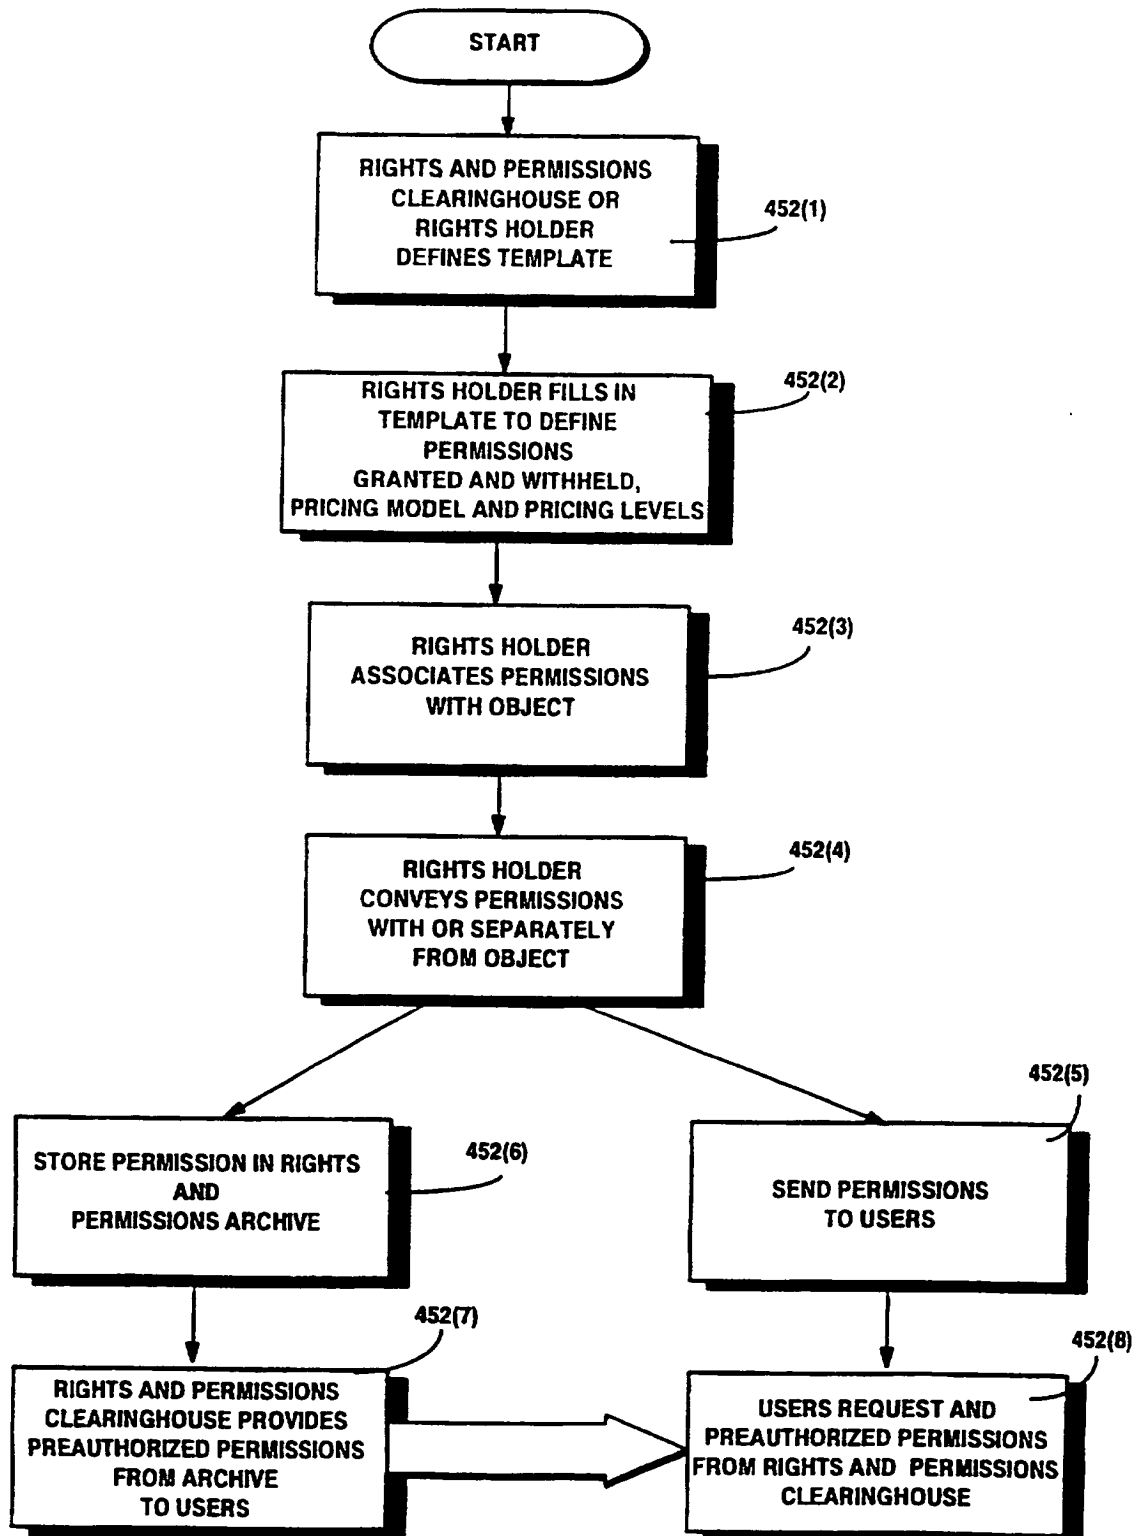 START
RIGHTS AND PERMISSIONS
CLEARINGHOUSE OR
RIGHTS HOLDER
DEFINES TEMPLATE
452(1)
RIGHTS HOLDER FILLS IN
TEMPLATE TO DEFINE
PERMISSIONS
GRANTED AND WITHHELD,
PRICING MODEL AND PRICING LEVELS
452(2)
RIGHTS HOLDER
ASSOCIATES PERMISSIONS
WITH OBJECT
452(3)
RIGHTS HOLDER
CONVEYS PERMISSIONS
WITH OR SEPARATELY
FROM OBJECT
452(4)
STORE PERMISSION IN RIGHTS
AND
PERMISSIONS ARCHIVE
452(6)
SEND PERMISSIONS
TO USERS
452(5)
RIGHTS AND PERMISSIONS
CLEARINGHOUSE PROVIDES
PREAUTHORIZED PERMISSIONS
FROM ARCHIVE
TO USERS
452(7)
USERS REQUEST AND
PREAUTHORIZED PERMISSIONS
FROM RIGHTS AND PERMISSIONS
CLEARINGHOUSE
452(8)